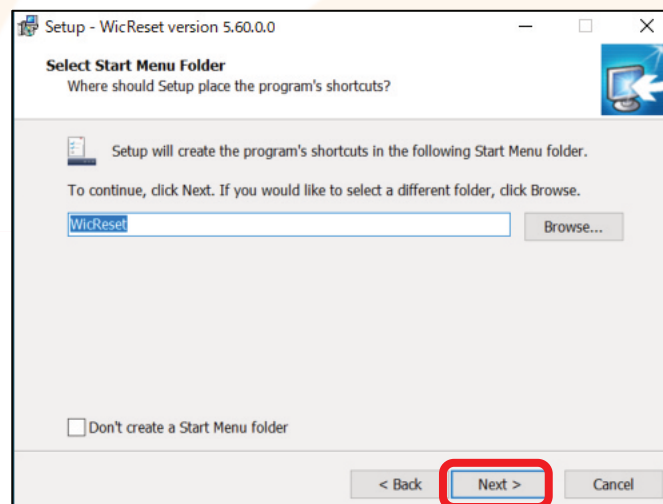 Setup - WicReset version 5.60.0.0
Select Start Menu Folder
Where should Setup place the program's shortcuts?
Setup will create the program's shortcuts in the following Start Menu folder.
To continue, click Next. If you would like to select a different folder, click Browse.
WicReset
Browse...
Don't create a Start Menu folder
< Back
Next >
Cancel